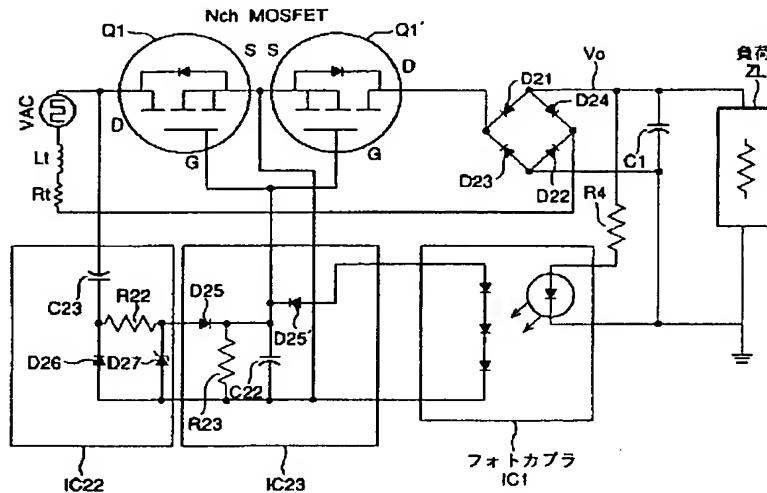 Nch MOSFET
Q1
Q1'
S S
D
D21
Vo
D24
負荷
ZL
VAC
D
G
G
Lt
Rt
D23
D22
R4
C1
C23
R22
D25
D25'
D26
D27
R23
C22
フォトカプラ
IC1
IC22
IC23